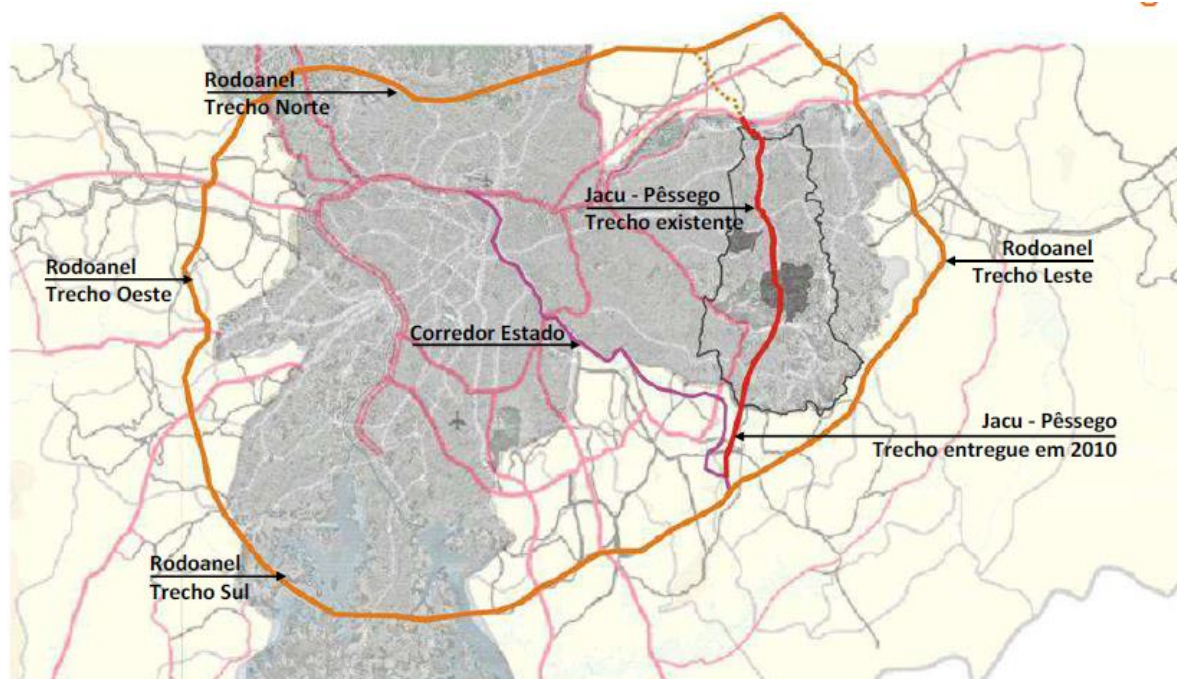 Rodoanel
Trecho Norte
Jacu - Pêssego
Trecho existente
Rodoanel
Trecho Leste
Rodoanel
Trecho Oeste
Corredor Estado
Jacu - Pêssego
Trecho entregue em 2010
Rodoanel
Trecho Sul